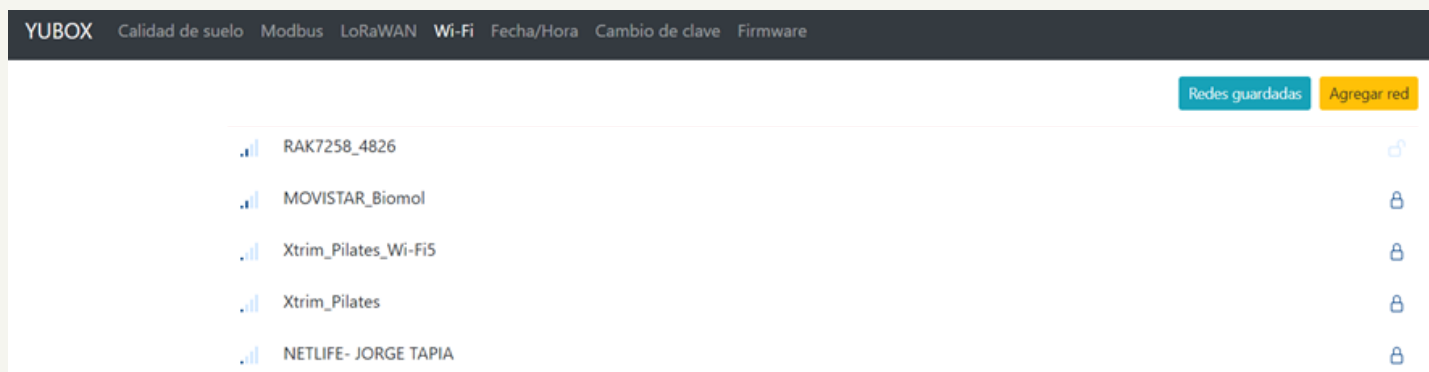 YUBOX Calidad de suelo Modbus LoRaWAN Wi-Fi Fecha/Hora Cambio de clave Firmware
Redes guardadas Agregar red
RAK7258_4826
MOVISTAR_Biomol
Xtrim_Pilates_Wi-Fi5
Xtrim_Pilates
NETLIFE- JORGE TAPIA